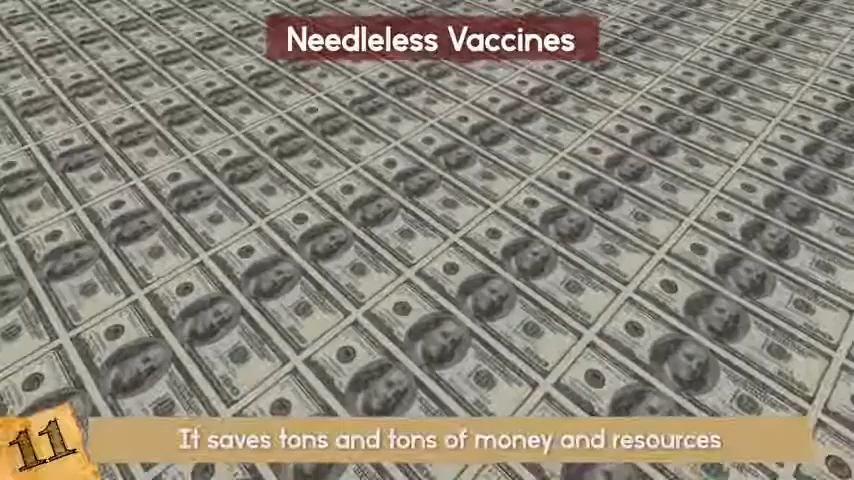 Needleless Vaccines
11
It saves tons and tons of money and resources